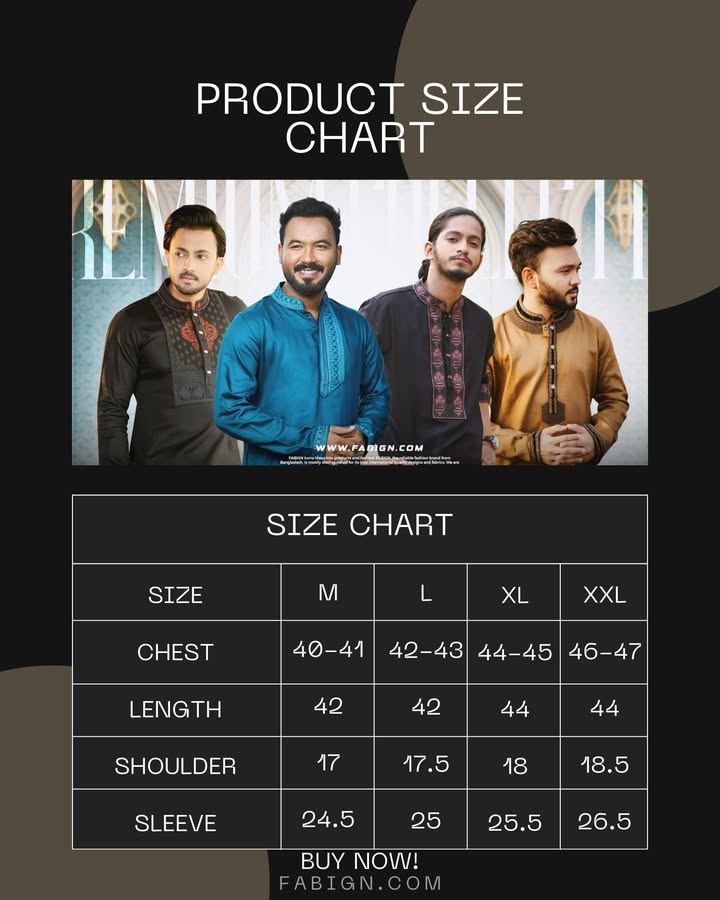 PRODUCT SIZE
CHART
WWW.FABIGN.COM
SIZE CHART
SIZE M L XL XXL
CHEST 40-41 42-43 44-45 46-47
LENGTH 42 42 44 44
SHOULDER 17 17.5 18 18.5
SLEEVE 24.5 25 25.5 26.5
BUY NOW!
FABIGN.COM